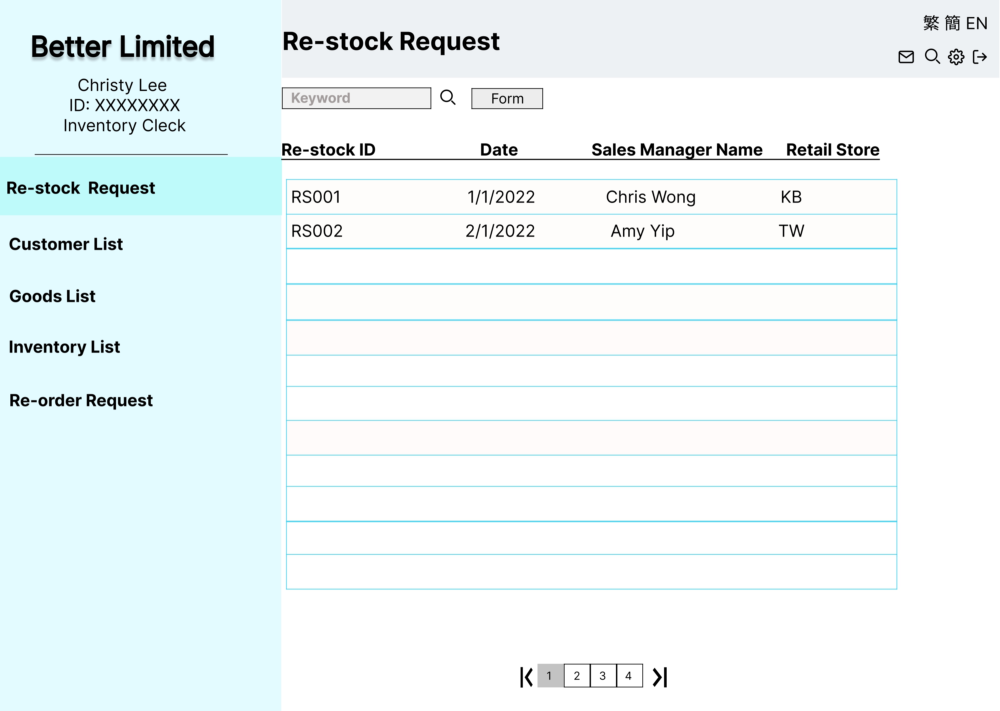 Better Limited
Christy Lee
ID: XXXXXXXX
Inventory Cleck
Re-stock Request
Customer List
Goods List
Inventory List
Re-order Request
Re-stock Request
繁 簡 EN
Keyword
Form
Re-stock ID Date Sales Manager Name Retail Store
RS001 1/1/2022 Chris Wong KB
RS002 2/1/2022 Amy Yip TW
1 2 3 4